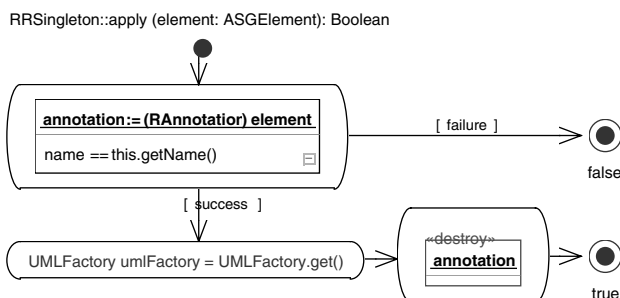 RRSingleton::apply (element: ASGElement): Boolean
annotation:= (RAnnotatior) element
name == this.getName()
[ failure ]
false
[ success ]
UMLFactory umlFactory = UMLFactory.get()
«destroy»
annotation
true